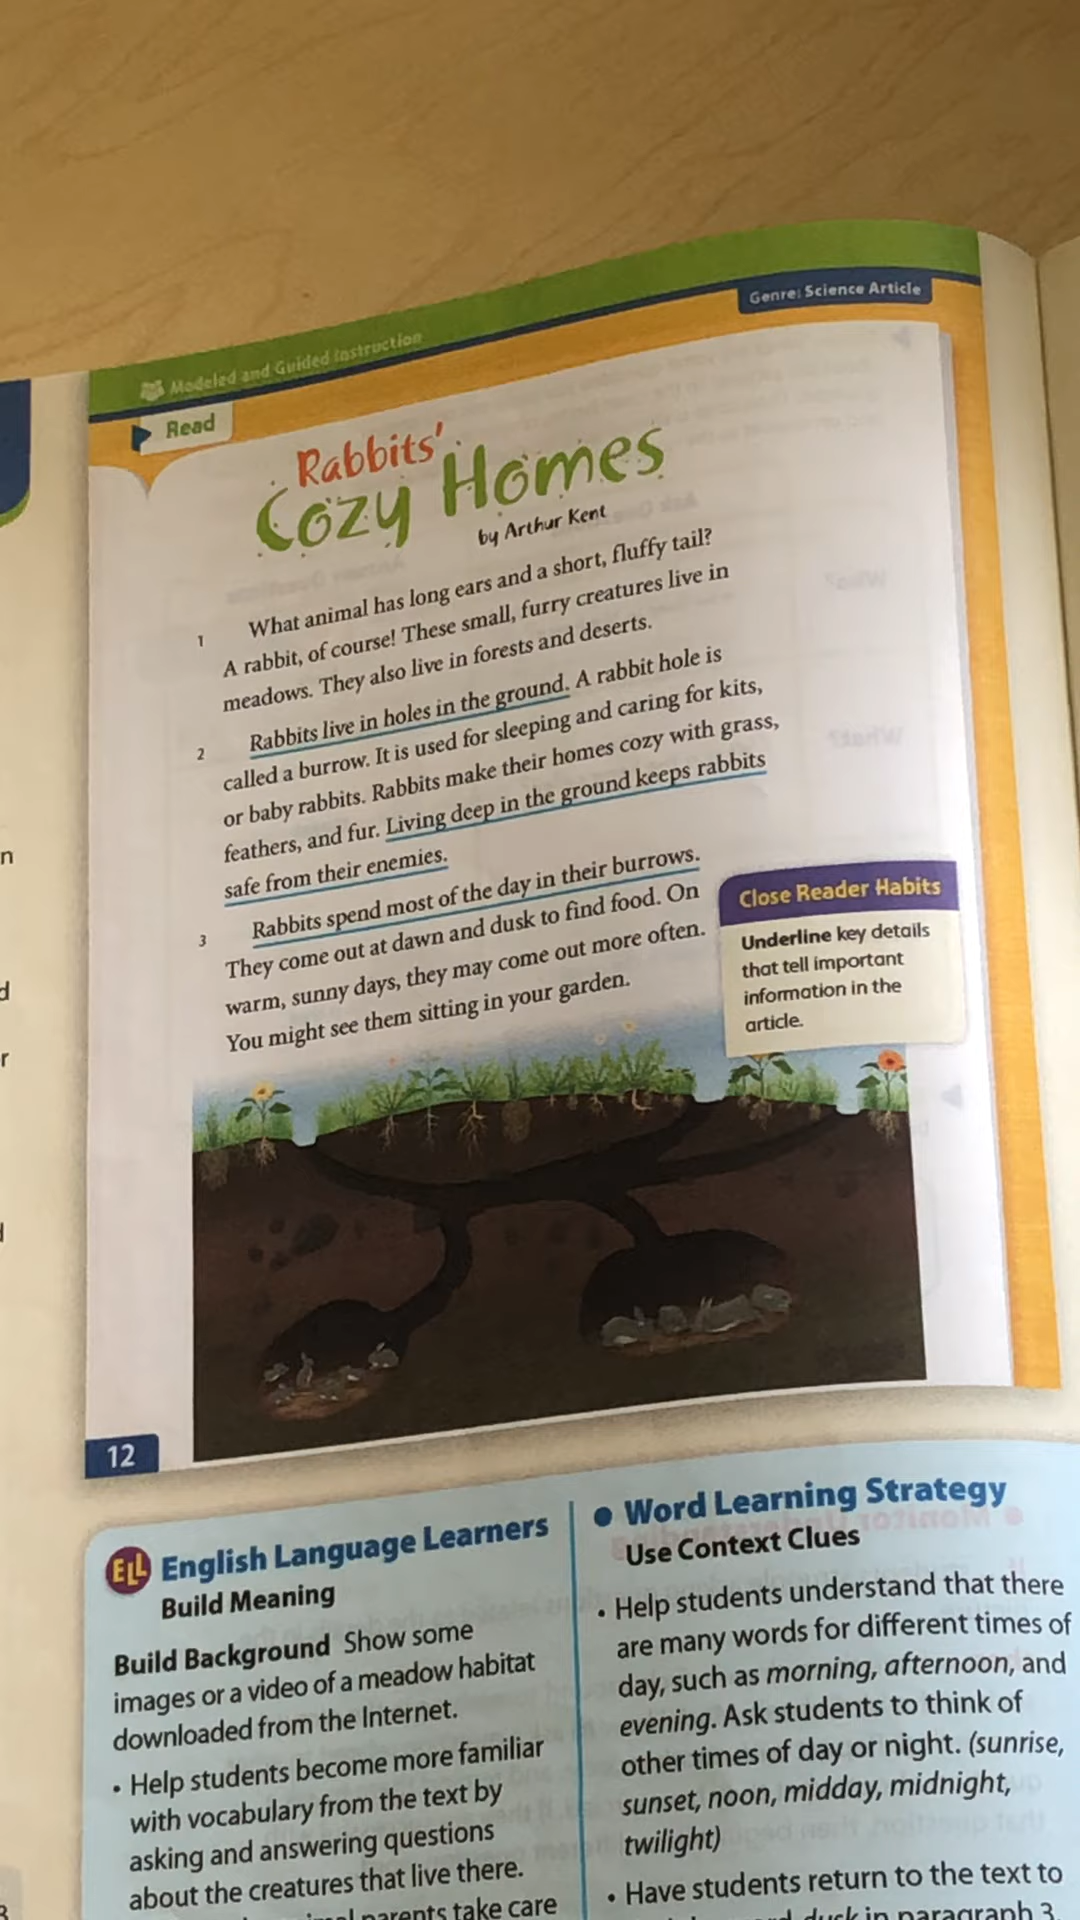 Genre: Science Article
Modeled and Guided Instruction
Read
Rabbits'
Cozy Homes
by Arthur Kent
1 What animal has long ears and a short, fluffy tail?
A rabbit, of course! These small, furry creatures live in
meadows. They also live in forests and deserts.
2 Rabbits live in holes in the ground. A rabbit hole is
called a burrow. It is used for sleeping and caring for kits,
or baby rabbits. Rabbits make their homes cozy with grass,
feathers, and fur. Living deep in the ground keeps rabbits
safe from their enemies.
3 Rabbits spend most of the day in their burrows.
They come out at dawn and dusk to find food. On
warm, sunny days, they may come out more often.
You might see them sitting in your garden.
Close Reader Habits
Underline key details
that tell important
information in the
article.
12
ELL English Language Learners
Build Meaning
Build Background Show some
images or a video of a meadow habitat
downloaded from the Internet.
• Help students become more familiar
with vocabulary from the text by
asking and answering questions
about the creatures that live there.
parents take care
• Word Learning Strategy
Use Context Clues
• Help students understand that there
are many words for different times of
day, such as morning, afternoon, and
evening. Ask students to think of
other times of day or night. (sunrise,
sunset, noon, midday, midnight,
twilight)
• Have students return to the text to
dusk in paragraph 3.